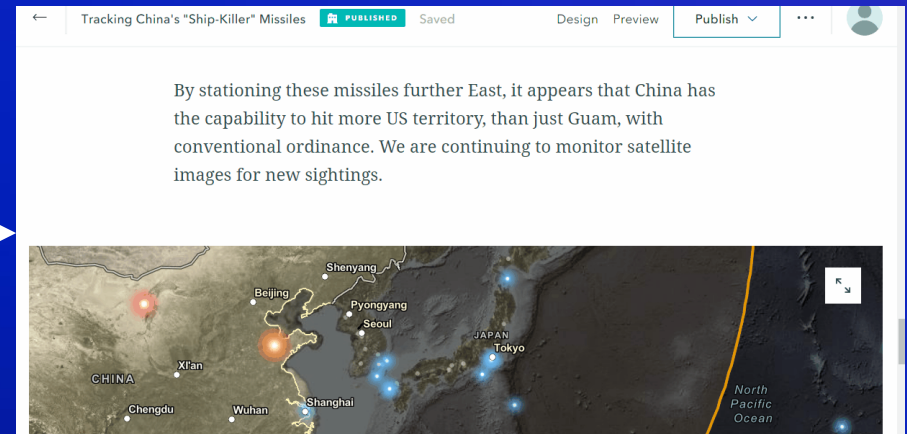 Tracking China's "Ship-Killer" Missiles PUBLISHED Saved Design Preview Publish
By stationing these missiles further East, it appears that China has
the capability to hit more US territory, than just Guam, with
conventional ordinance. We are continuing to monitor satellite
images for new sightings.
Shenyang
Beijing
Pyongyang
Seoul
JAPAN
Tokyo
Xi'an
CHINA
North
Pacific
Ocean
Shanghai
Chengdu
Wuhan